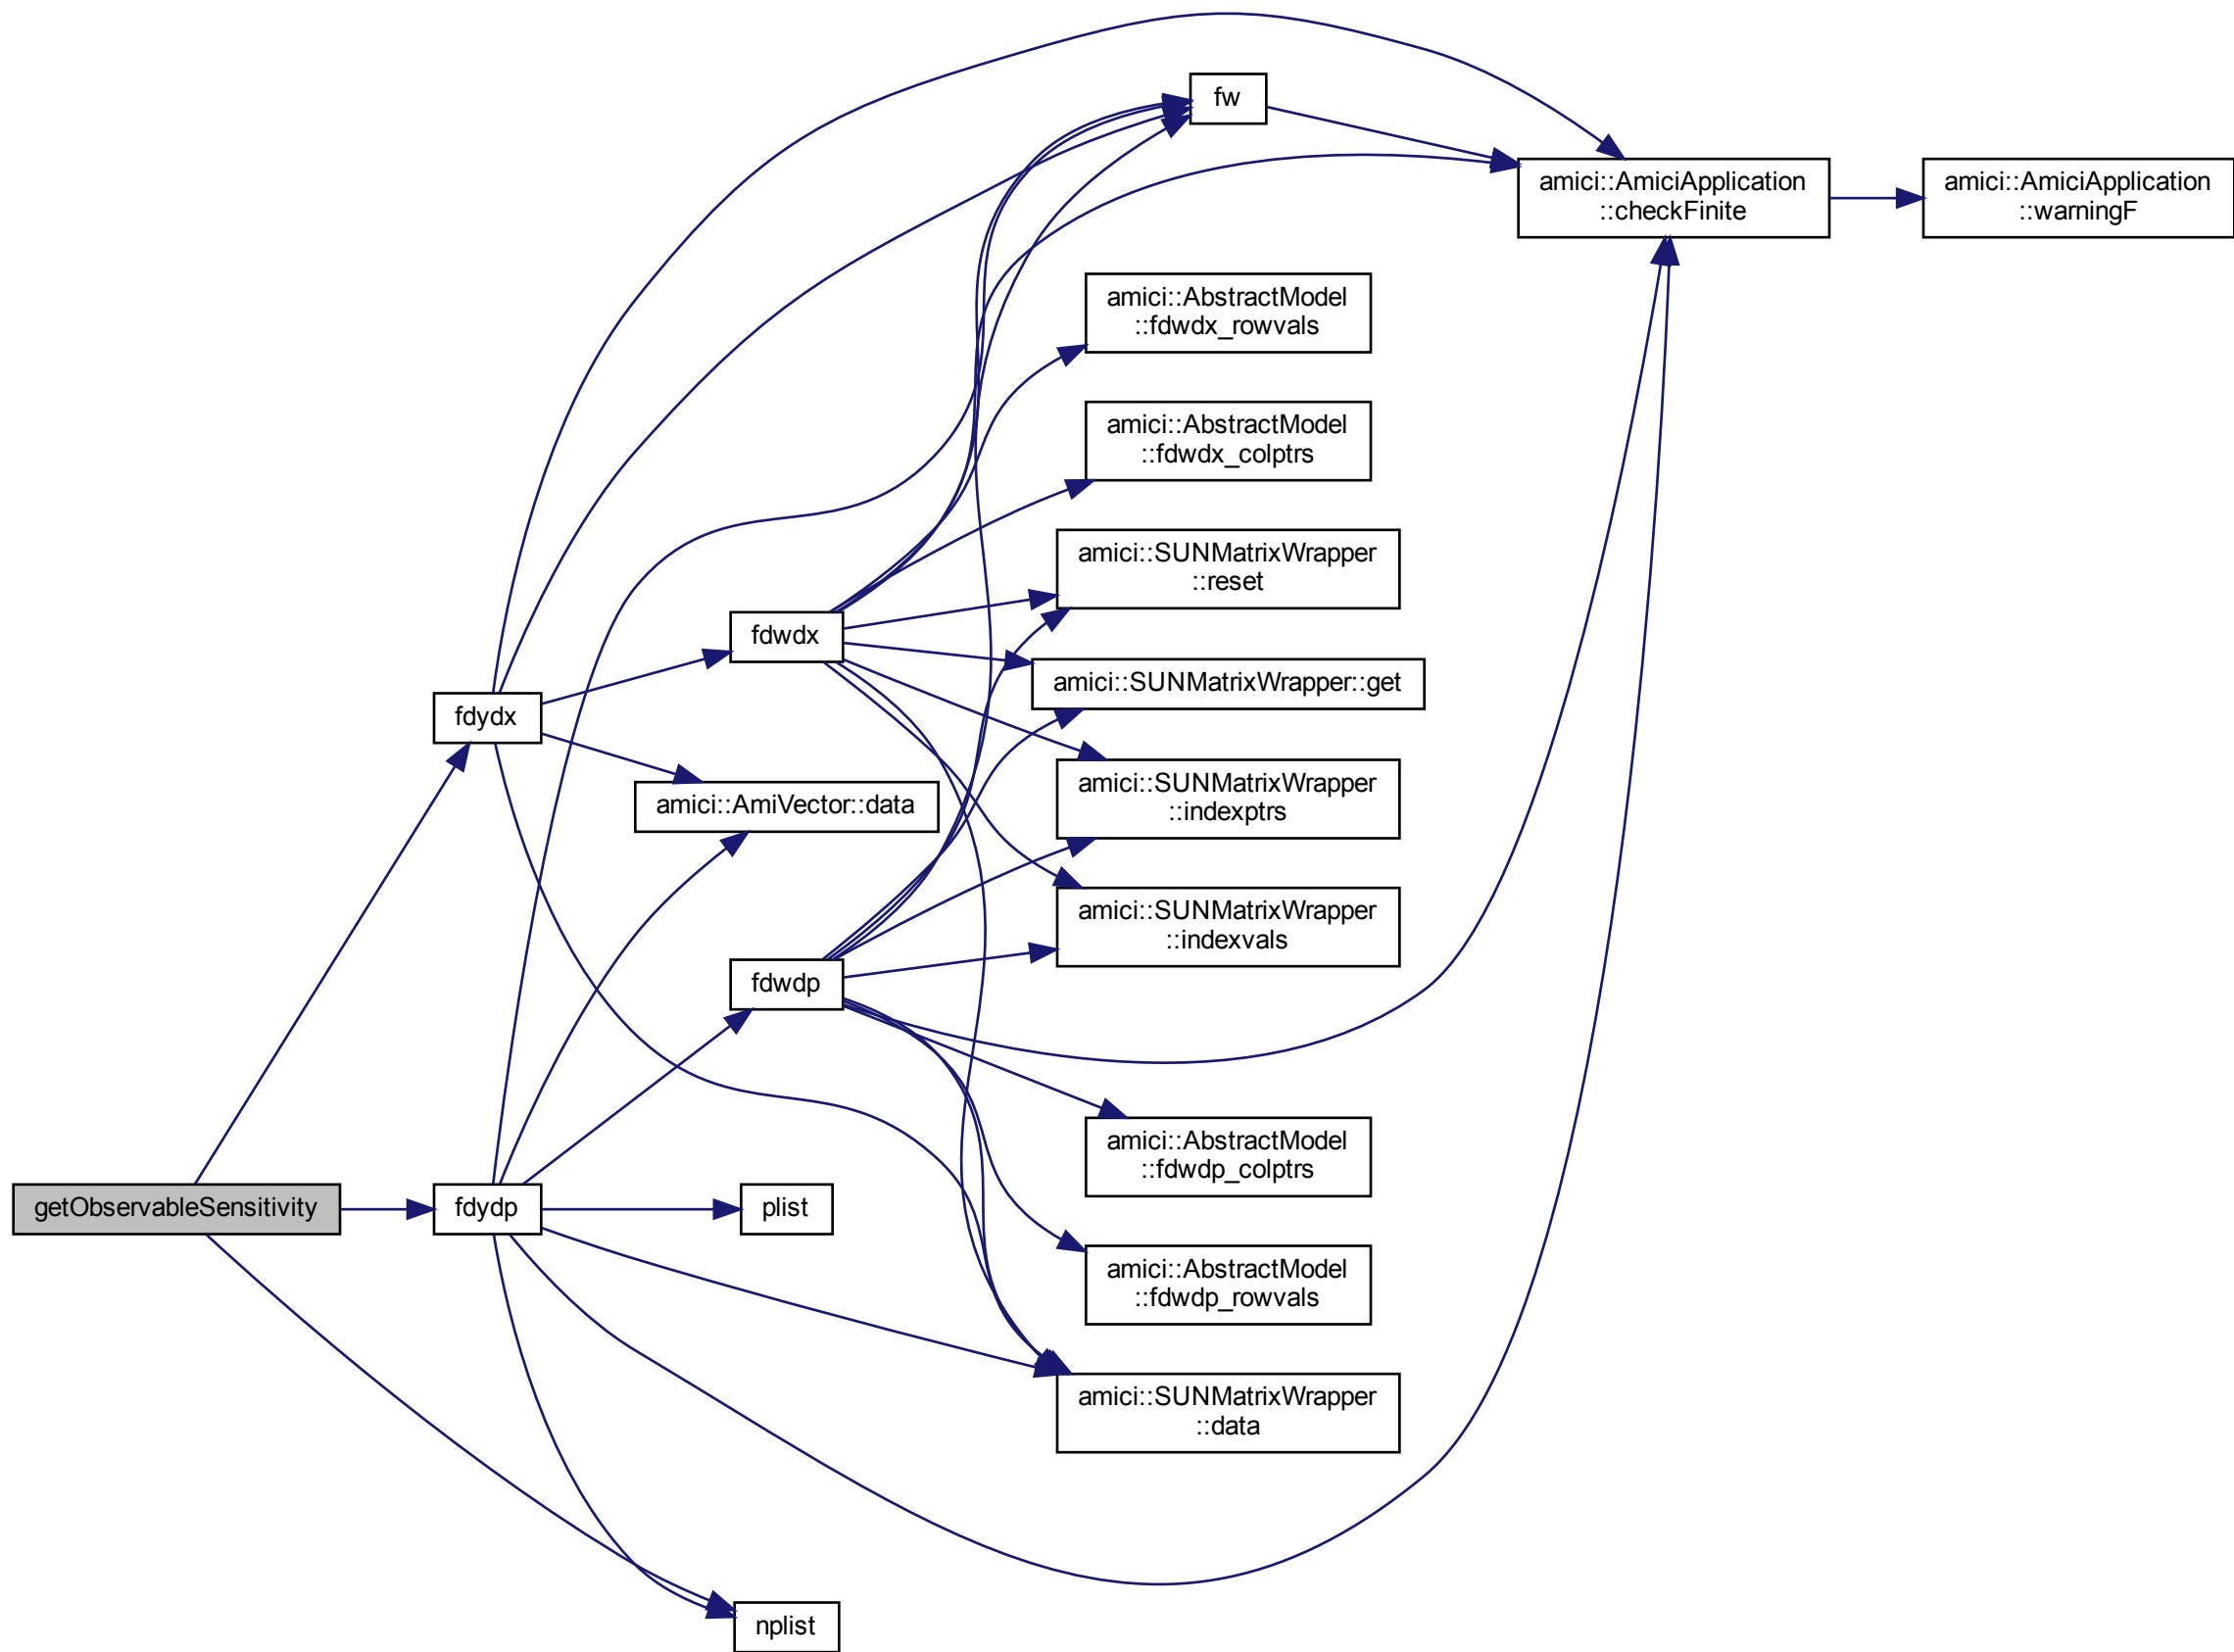 fw
amici::AmiciApplication
::checkFinite
amici::AmiciApplication
::warningF
amici::AbstractModel
::fdwdx_rowvals
amici::AbstractModel
::fdwdx_colptrs
amici::SUNMatrixWrapper
::reset
fdwdx
amici::SUNMatrixWrapper::get
fdydx
amici::AmiVector::data
amici::SUNMatrixWrapper
::indexptrs
amici::SUNMatrixWrapper
::indexvals
fdwdp
amici::AbstractModel
::fdwdp_colptrs
getObservableSensitivity
fdydp
plist
amici::AbstractModel
::fdwdp_rowvals
amici::SUNMatrixWrapper
::data
nplist